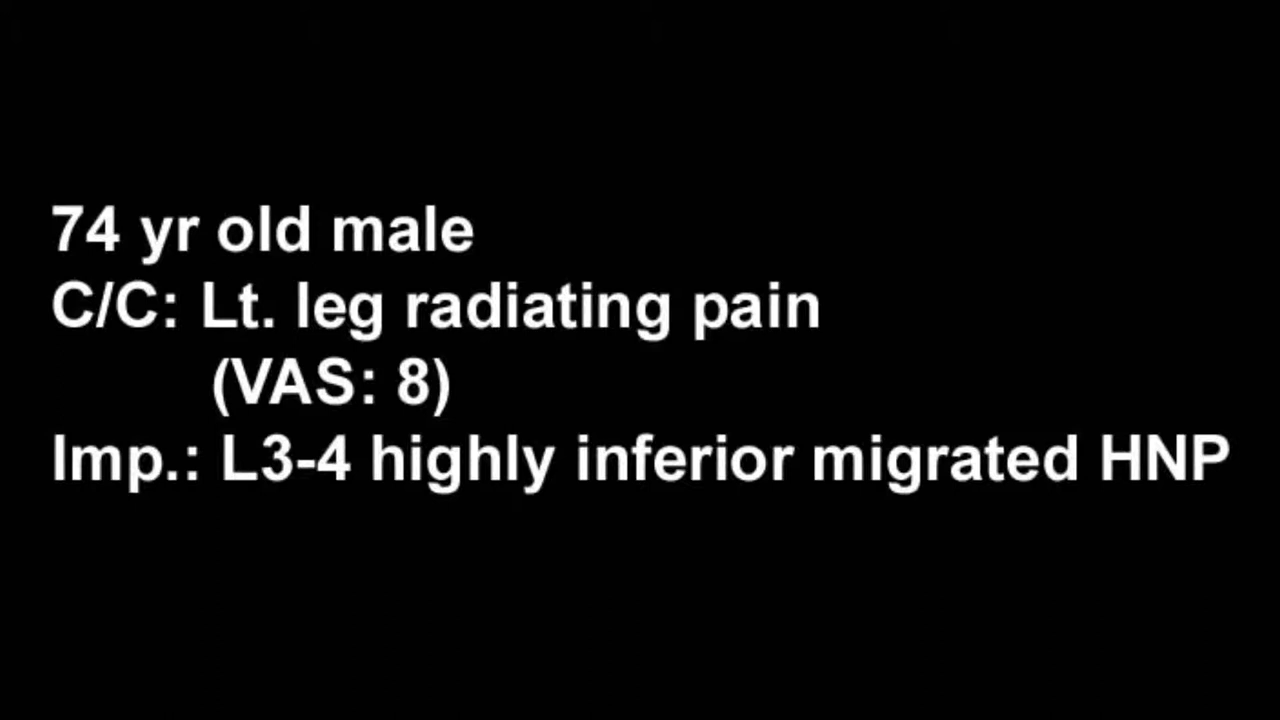 74 yr old male
C/C: Lt. leg radiating pain
(VAS: 8)
Imp.: L3-4 highly inferior migrated HNP